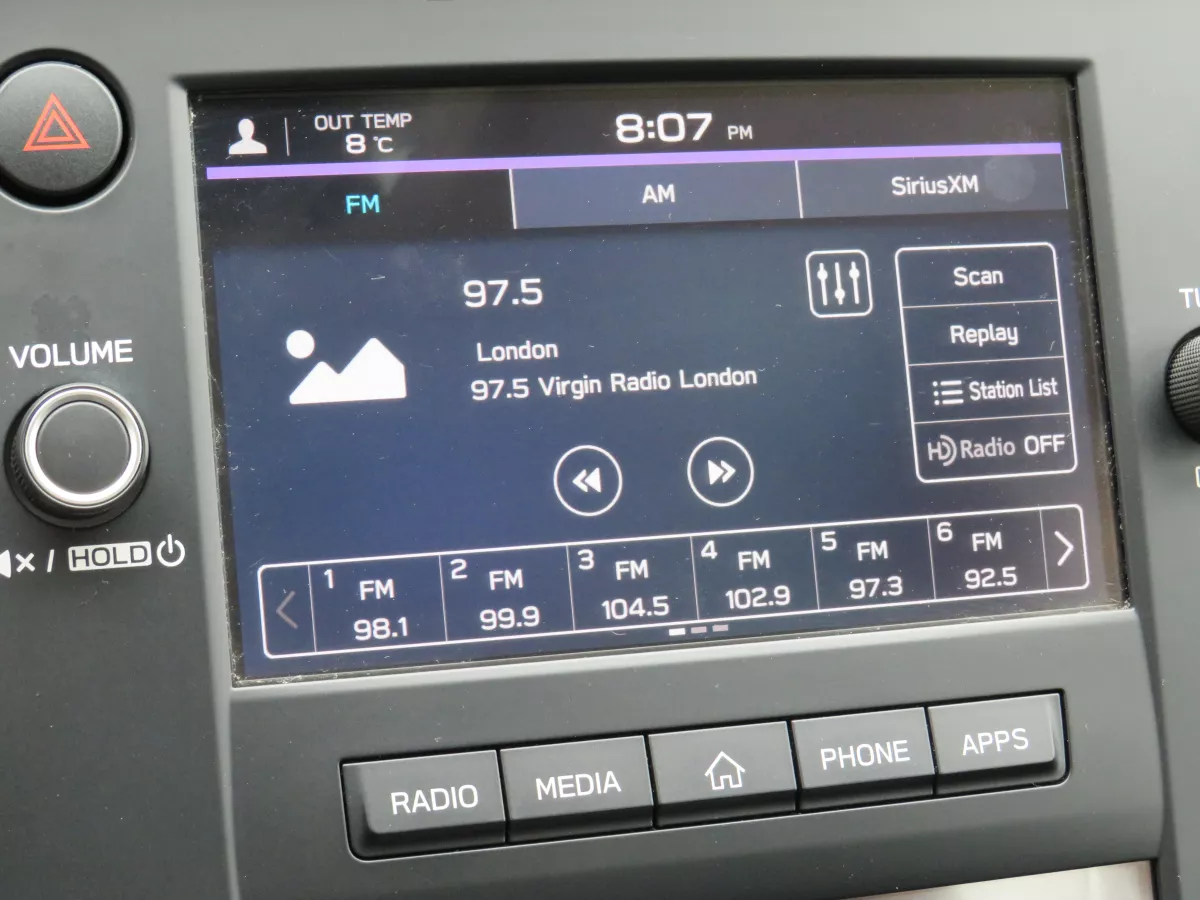 OUT TEMP
8 °C
8:07 PM
FM
AM
SiriusXM
97.5
London
97.5 Virgin Radio London
Scan
Replay
Station List
HD Radio OFF
1 FM
98.1
2 FM
99.9
3 FM
104.5
4 FM
102.9
5 FM
97.3
6 FM
92.5
VOLUME
/ HOLD
RADIO
MEDIA
PHONE
APPS